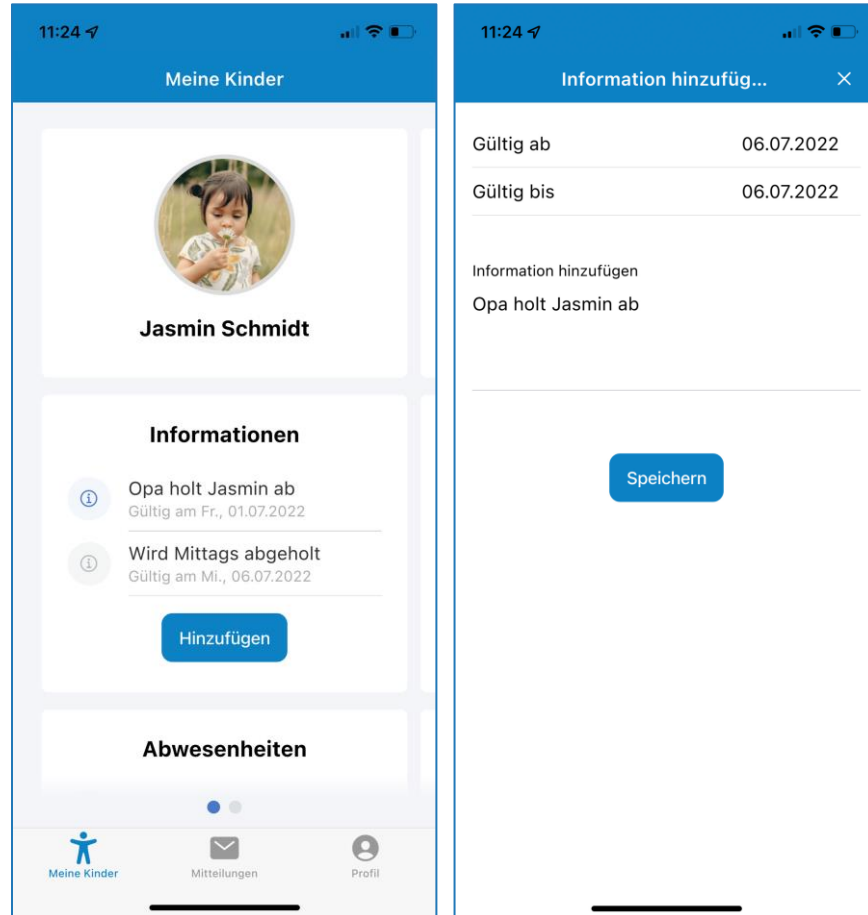 11:24
Meine Kinder
Jasmin Schmidt
Informationen
Opa holt Jasmin ab
Gültig am Fr., 01.07.2022
Wird Mittags abgeholt
Gültig am Mi., 06.07.2022
Hinzufügen
Abwesenheiten
Meine Kinder
Mitteilungen
Profil
11:24
Information hinzufüg...
Gültig ab 06.07.2022
Gültig bis 06.07.2022
Information hinzufügen
Opa holt Jasmin ab
Speichern